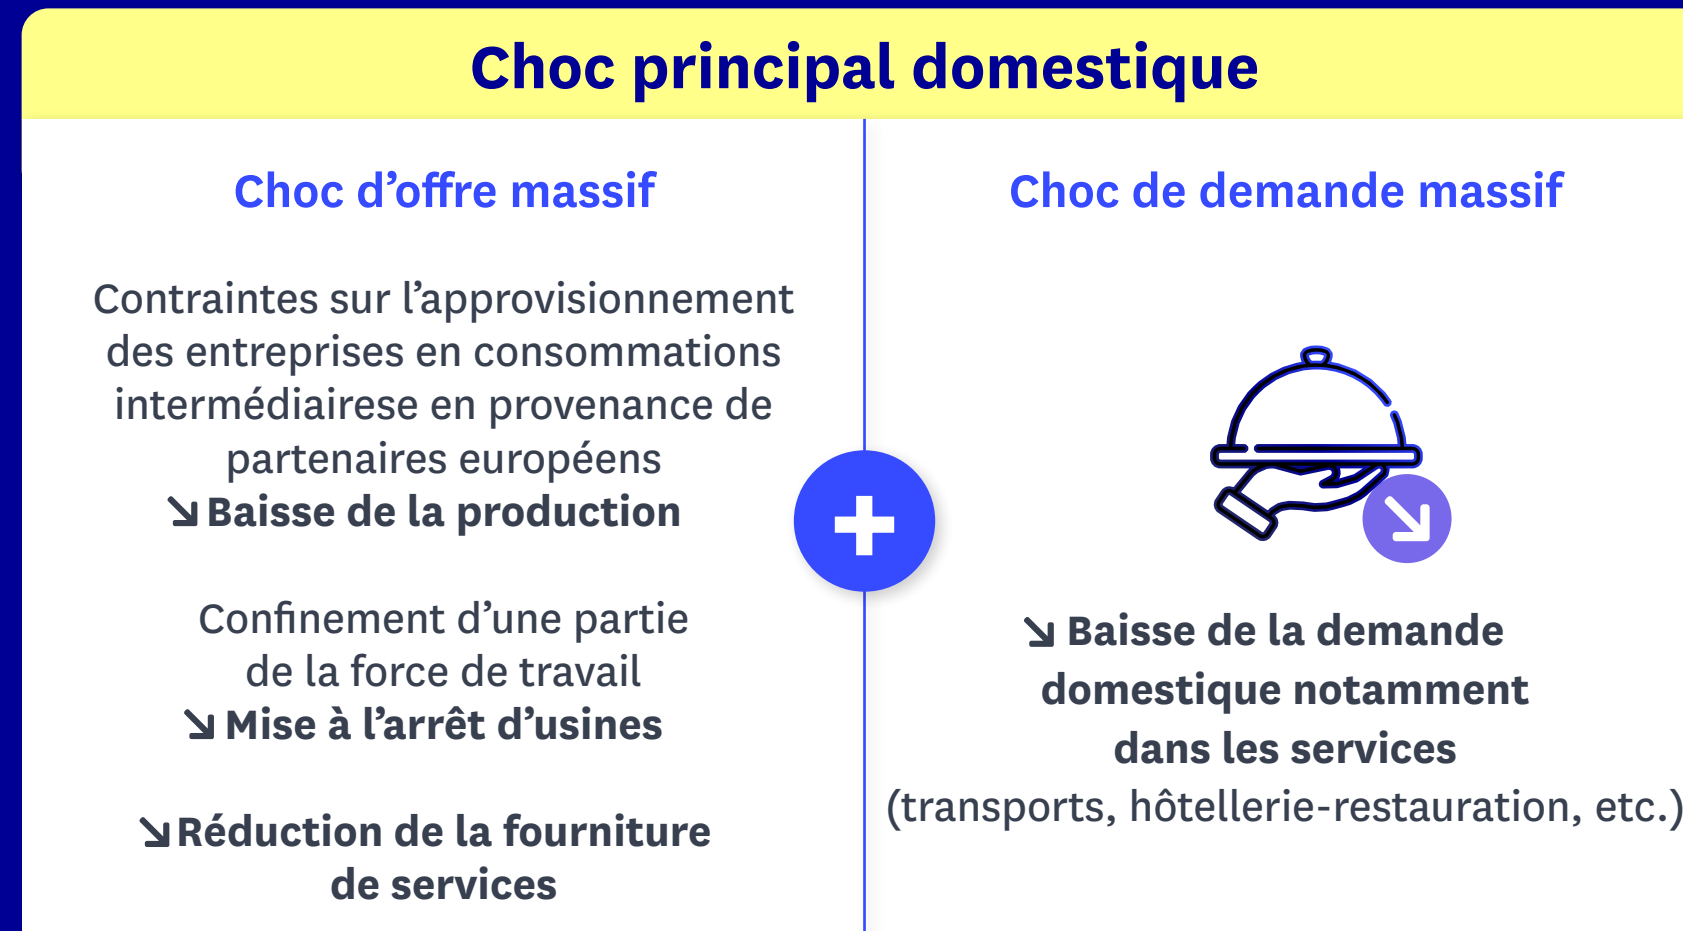 Choc principal domestique
Choc d’offre massif
Contraintes sur l’approvisionnement
des entreprises en consommations
intermédiairese en provenance de
partenaires européens
↘ Baisse de la production
Confinement d’une partie
de la force de travail
↘ Mise à l’arrêt d’usines
↘ Réduction de la fourniture
de services
+
Choc de demande massif
↘ Baisse de la demande
domestique notamment
dans les services
(transports, hôtellerie-restauration, etc.)